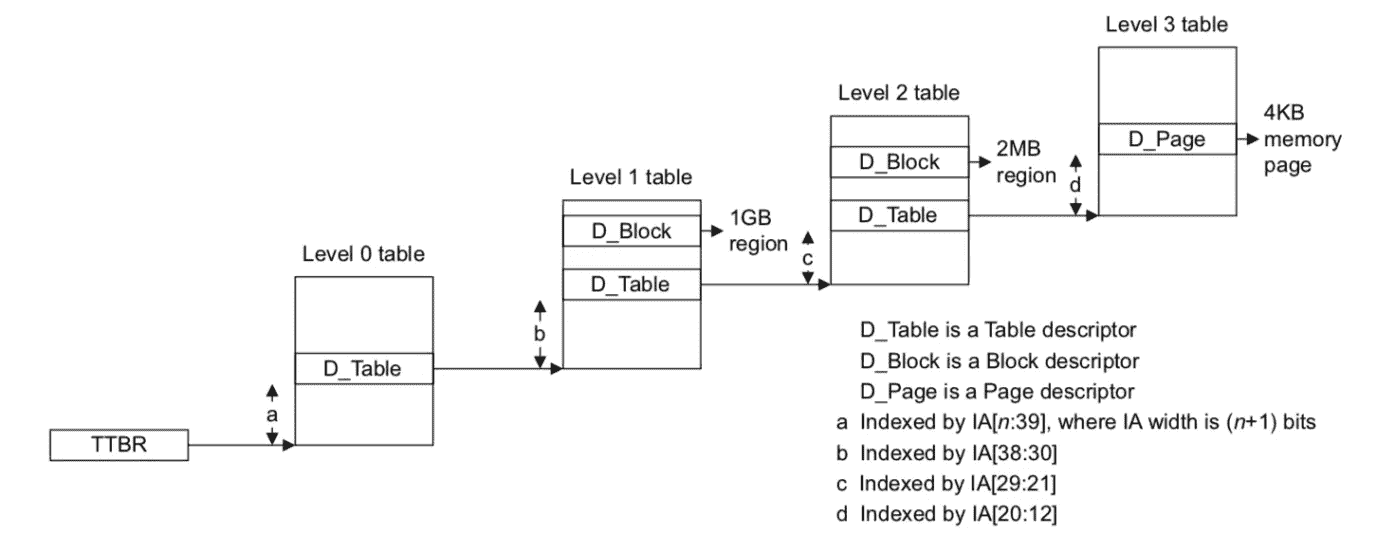 Level 3 table
D_Page
4KB
memory
page
Level 2 table
D_Block
2MB
region
d
D_Table
Level 1 table
D_Block
1GB
region
c
D_Table
Level 0 table
b
D_Table
a
TTBR
D_Table is a Table descriptor
D_Block is a Block descriptor
D_Page is a Page descriptor
a Indexed by IA[n:39], where IA width is (n+1) bits
b Indexed by IA[38:30]
c Indexed by IA[29:21]
d Indexed by IA[20:12]